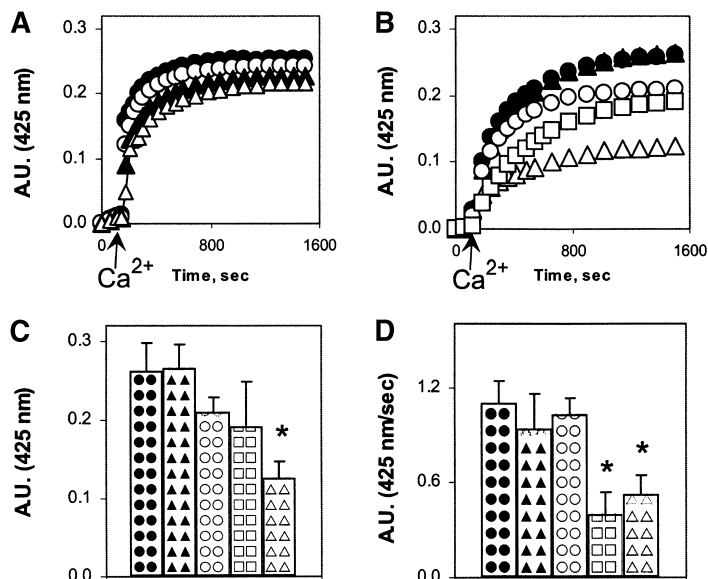 A
0.3
0.2
0.1
0.0
A.U. (425 nm)
0
800
1600
Ca2+
Time, sec
B
0.3
0.2
0.1
0.0
A.U. (425 nm)
0
800
1600
Ca2+
Time, sec
C
0.3
0.2
0.1
0.0
A.U. (425 nm)
*
D
1.2
0.6
0.0
A.U. (425 nm/sec)
*
*